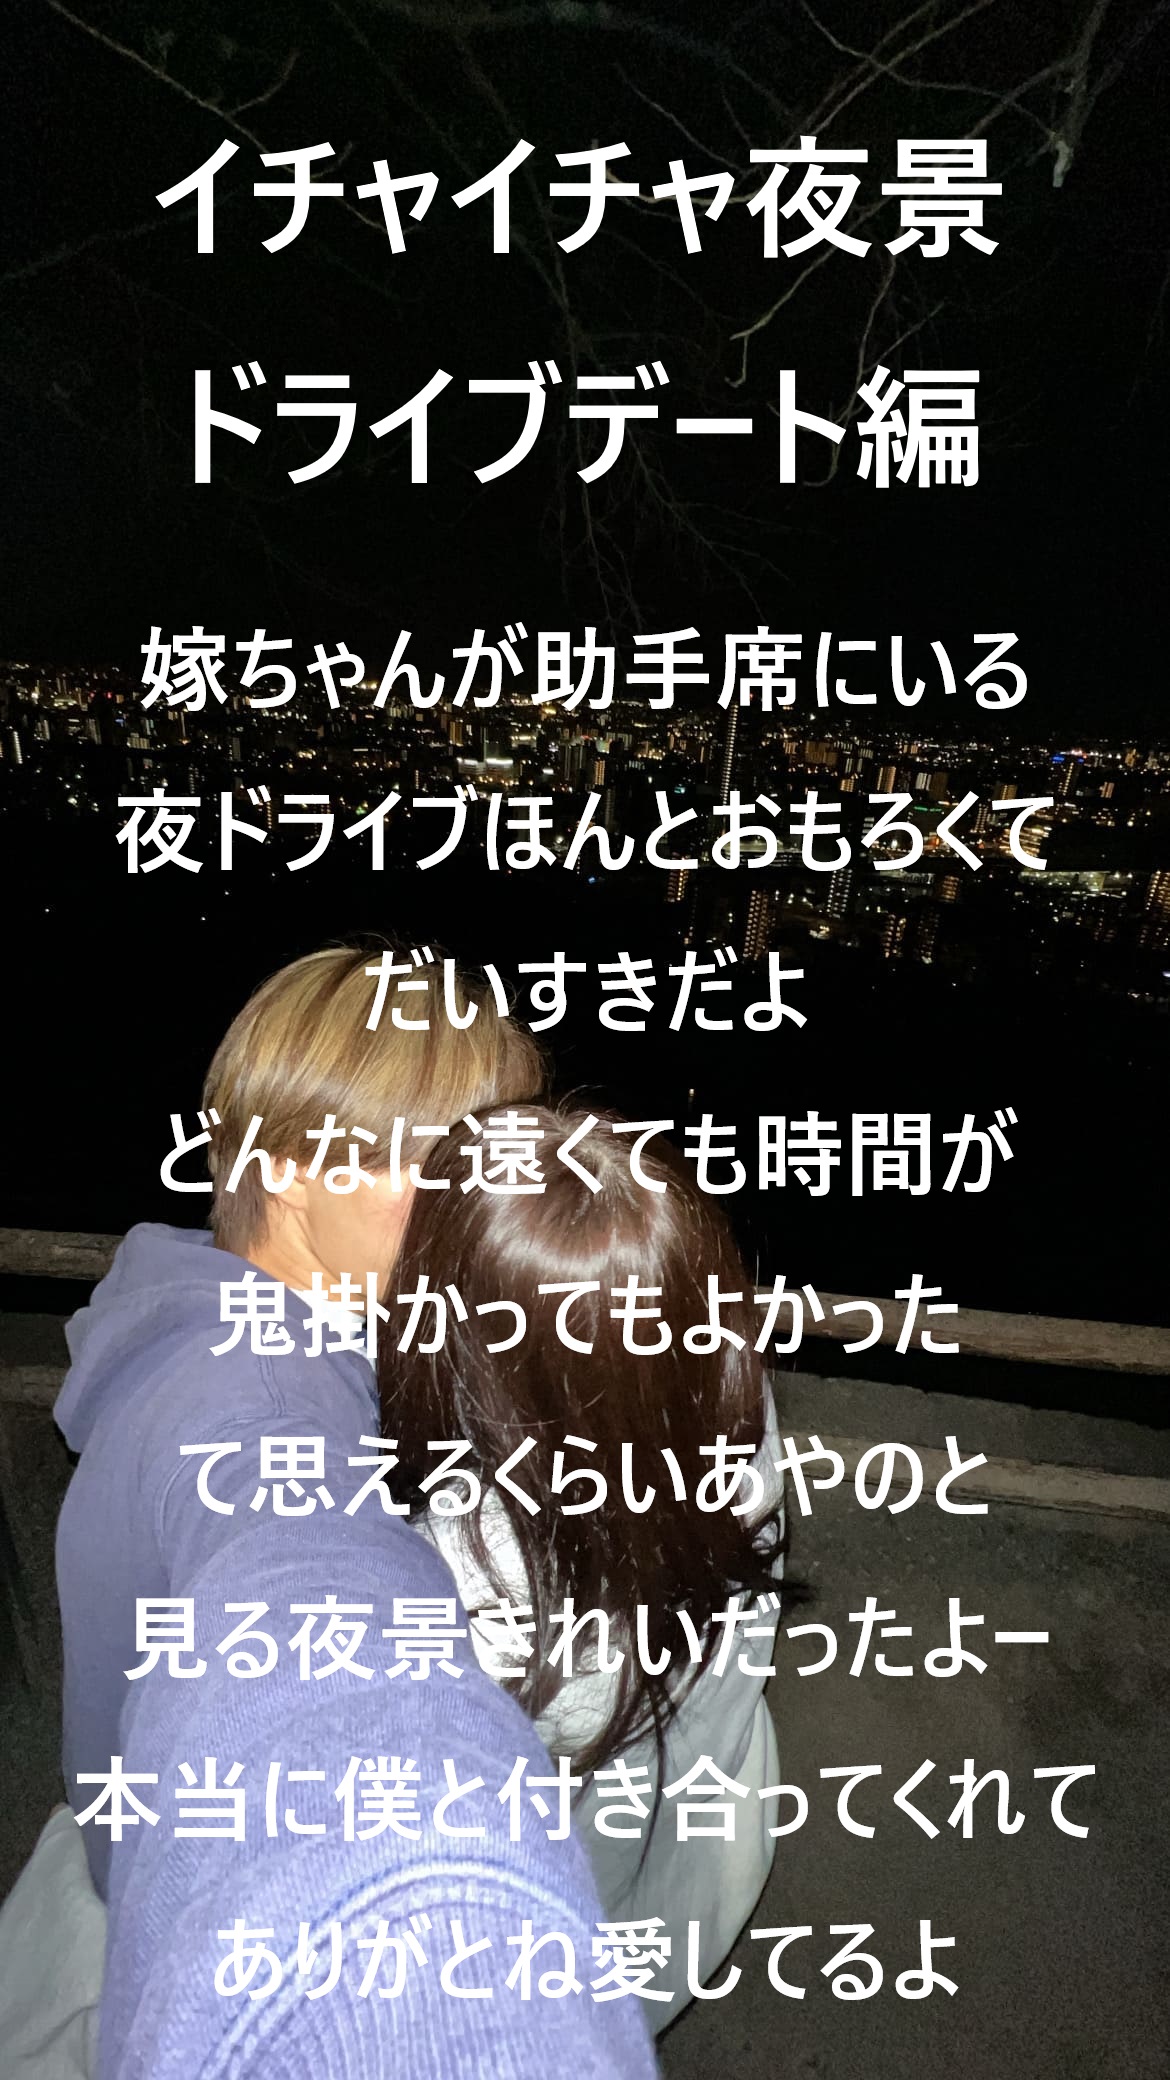 イチャイチャ夜景
ドライブデート編
嫁ちゃんが助手席にいる
夜ドライブほんとおもろくて
だいすきだよ
どんなに遠くても時間が
鬼掛かってもよかった
て思えるくらいあやのと
見る夜景きれいだったよー
本当に僕と付き合ってくれて
ありがとね愛してるよ